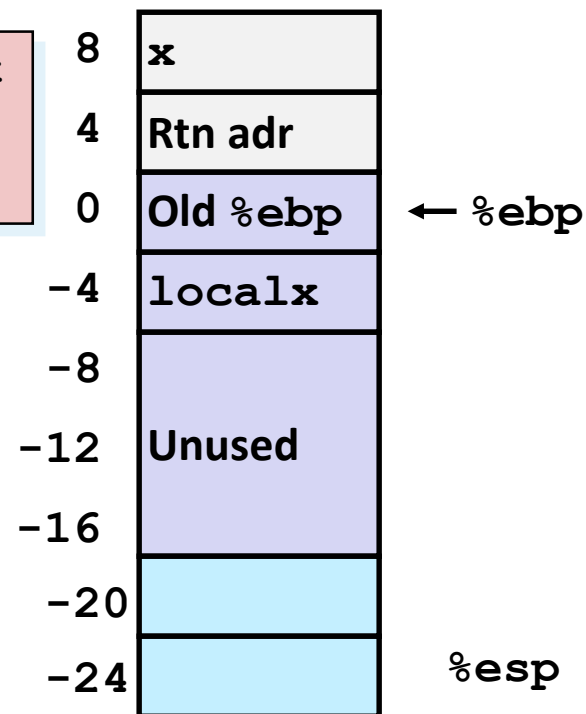 8 x
4 Rtn adr
0 Old %ebp ← %ebp
-4 localx
-8
-12 Unused
-16
-20
-24 %esp